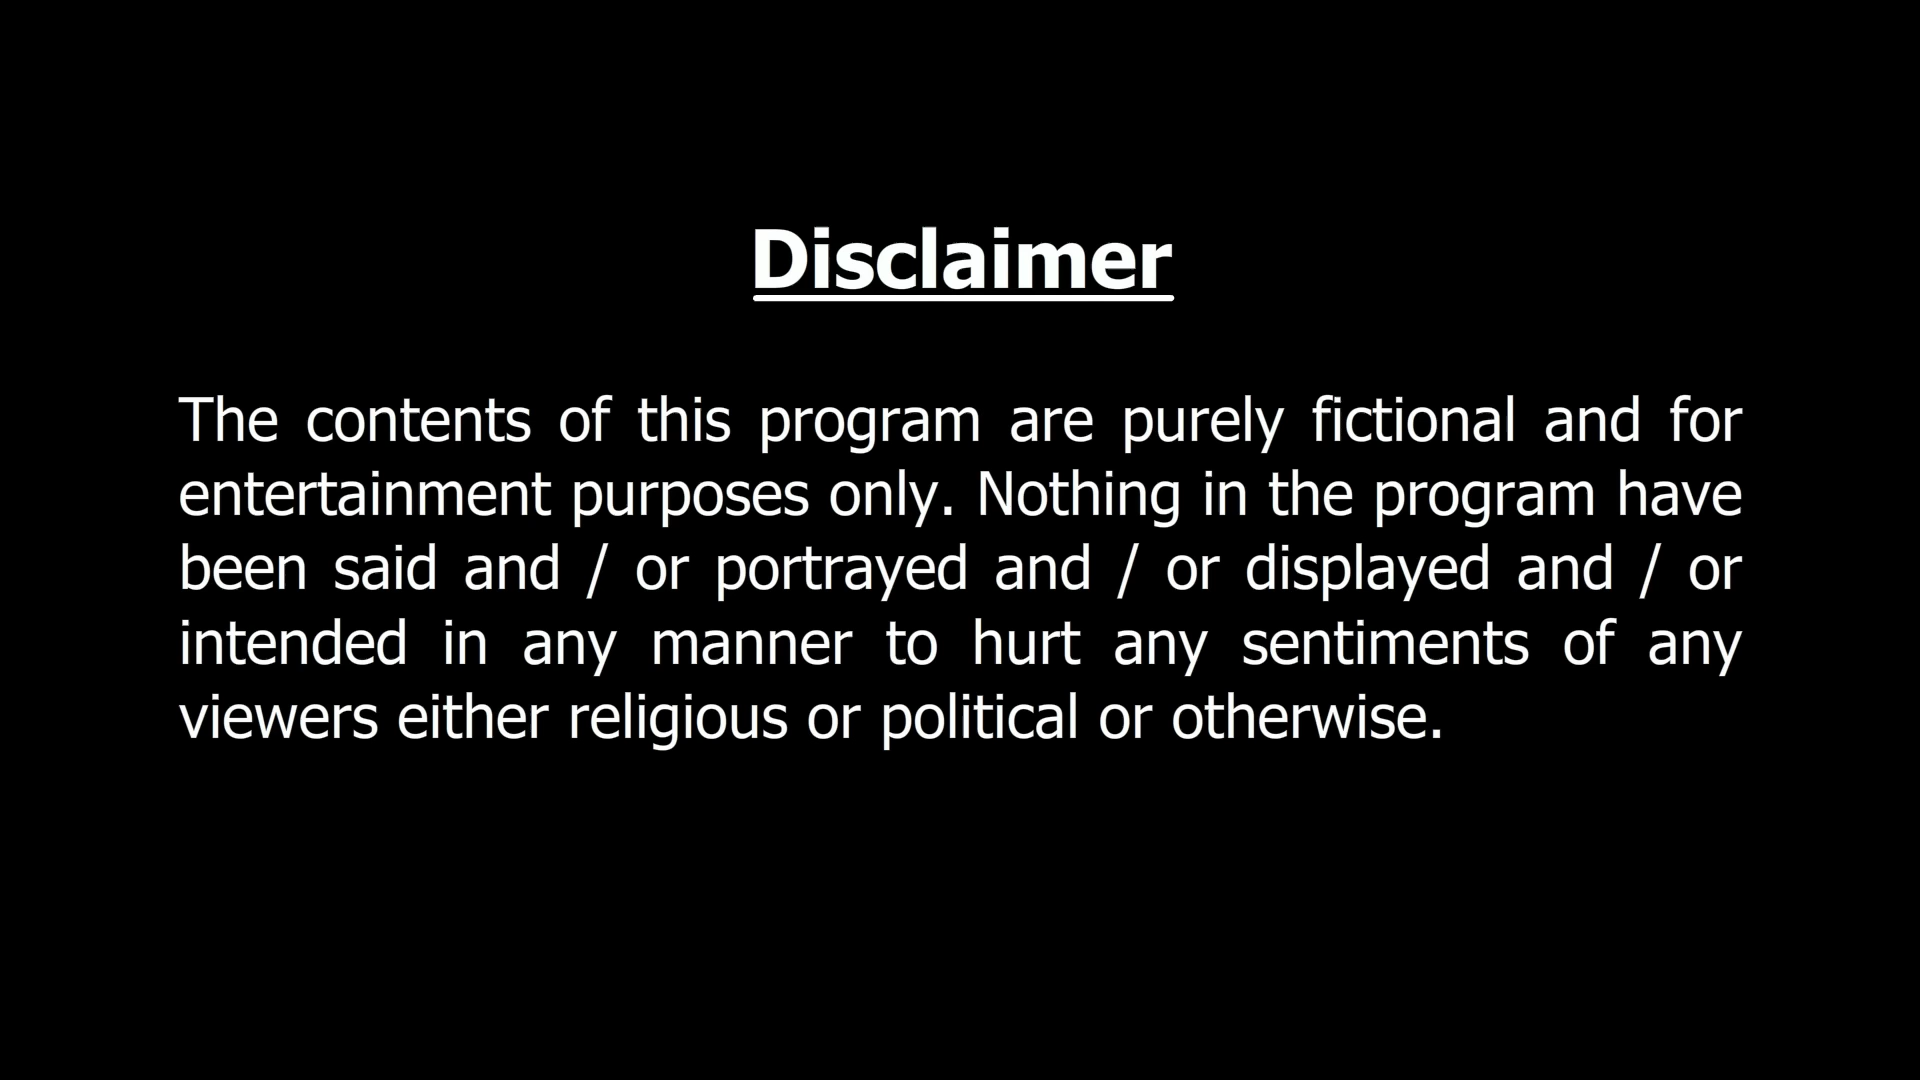 Disclaimer
The contents of this program are purely fictional and for
entertainment purposes only. Nothing in the program have
been said and / or portrayed and / or displayed and / or
intended in any manner to hurt any sentiments of any
viewers either religious or political or otherwise.